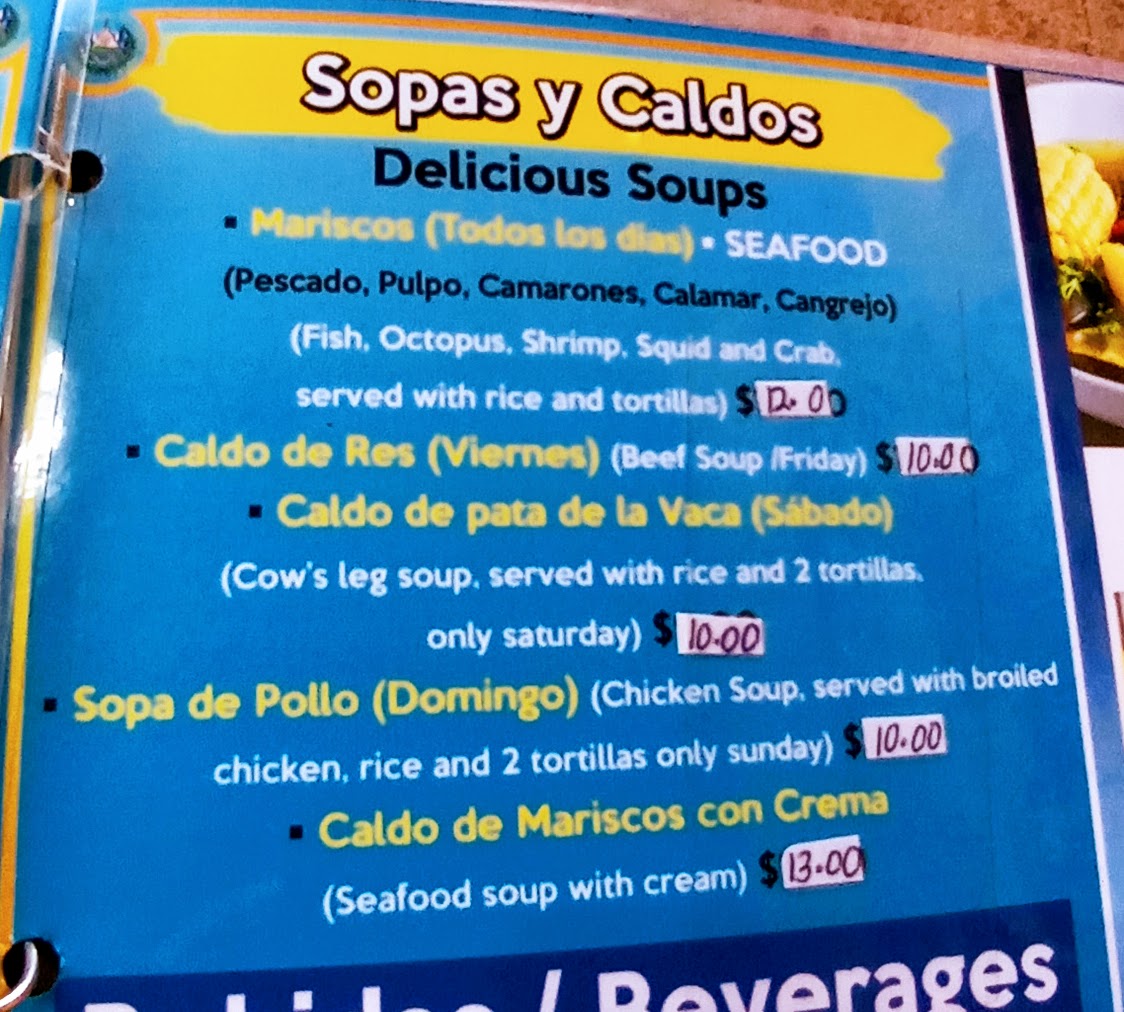 Sopas y Caldos
Delicious Soups
▪ Mariscos (Todos los días) ▪ SEAFOOD
(Pescado, Pulpo, Camarones, Calamar, Cangrejo)
(Fish, Octopus, Shrimp, Squid and Crab,
served with rice and tortillas) $12.00
▪ Caldo de Res (Viernes) (Beef Soup /Friday) $10.00
▪ Caldo de pata de la Vaca (Sábado)
(Cow's leg soup, served with rice and 2 tortillas,
only saturday) $10.00
▪ Sopa de Pollo (Domingo) (Chicken Soup, served with broiled
chicken, rice and 2 tortillas only sunday) $10.00
▪ Caldo de Mariscos con Crema
(Seafood soup with cream) $13.00
/ Beverages